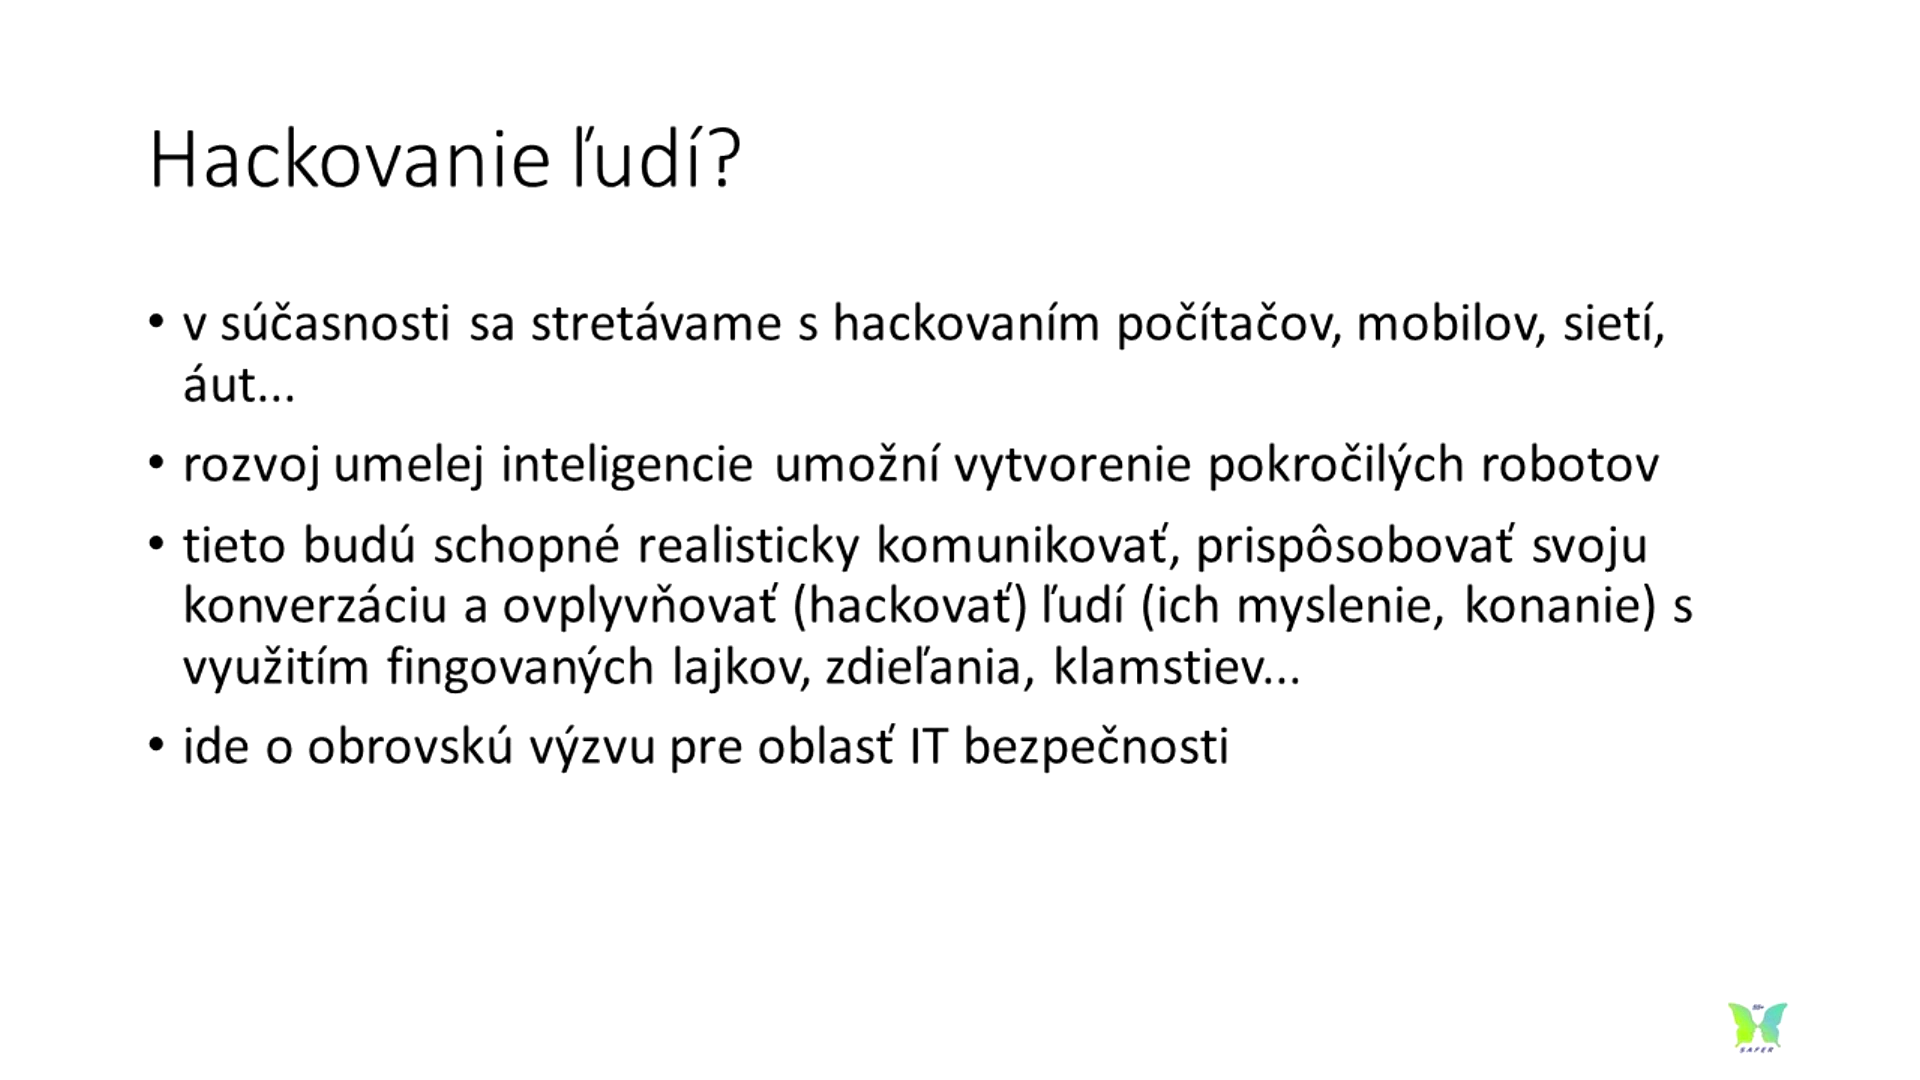 Hackovanie ľudí?
• v súčasnosti sa stretávame s hackovaním počítačov, mobilov, sietí,
áut...
• rozvoj umelej inteligencie umožní vytvorenie pokročilých robotov
• tieto budú schopné realisticky komunikovať, prispôsobovať svoju
konverzáciu a ovplyvňovať (hackovať) ľudí (ich myslenie, konanie) s
využitím fingovaných lajkov, zdieľania, klamstiev...
• ide o obrovskú výzvu pre oblasť IT bezpečnosti
SAFER